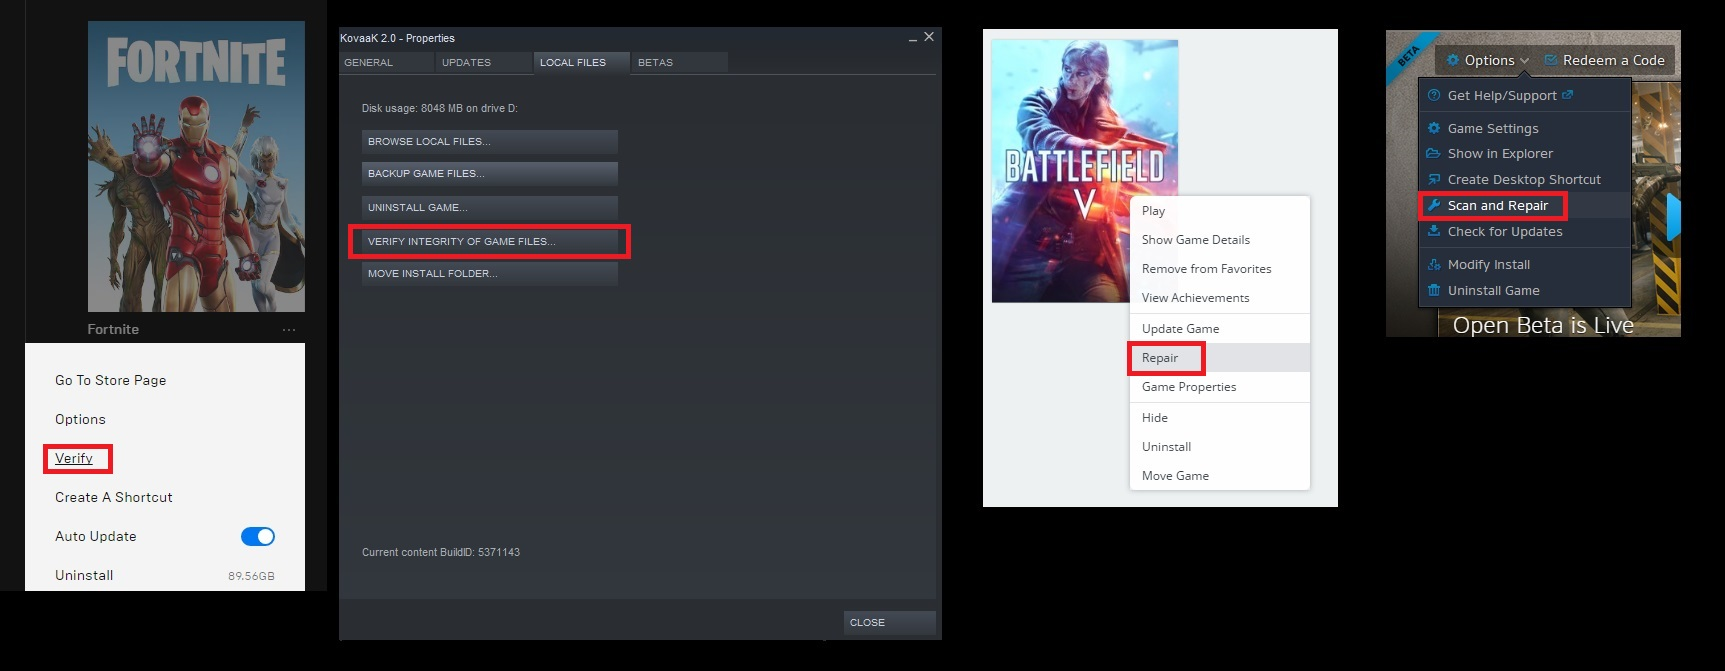 FORTNITE
Fortnite
...
Go To Store Page
Options
Verify
Create A Shortcut
Auto Update
Uninstall 89.56GB
KovaaK 2.0 - Properties
GENERAL UPDATES LOCAL FILES BETAS
Disk usage: 8048 MB on drive D:
BROWSE LOCAL FILES...
BACKUP GAME FILES...
UNINSTALL GAME...
VERIFY INTEGRITY OF GAME FILES...
MOVE INSTALL FOLDER...
Current content BuildID: 5371143
CLOSE
BATTLEFIELD
V
Play
Show Game Details
Remove from Favorites
View Achievements
Update Game
Repair
Game Properties
Hide
Uninstall
Move Game
BETA
Options Redeem a Code
Get Help/Support
Game Settings
Show in Explorer
Create Desktop Shortcut
Scan and Repair
Check for Updates
Modify Install
Uninstall Game
Open Beta is Live